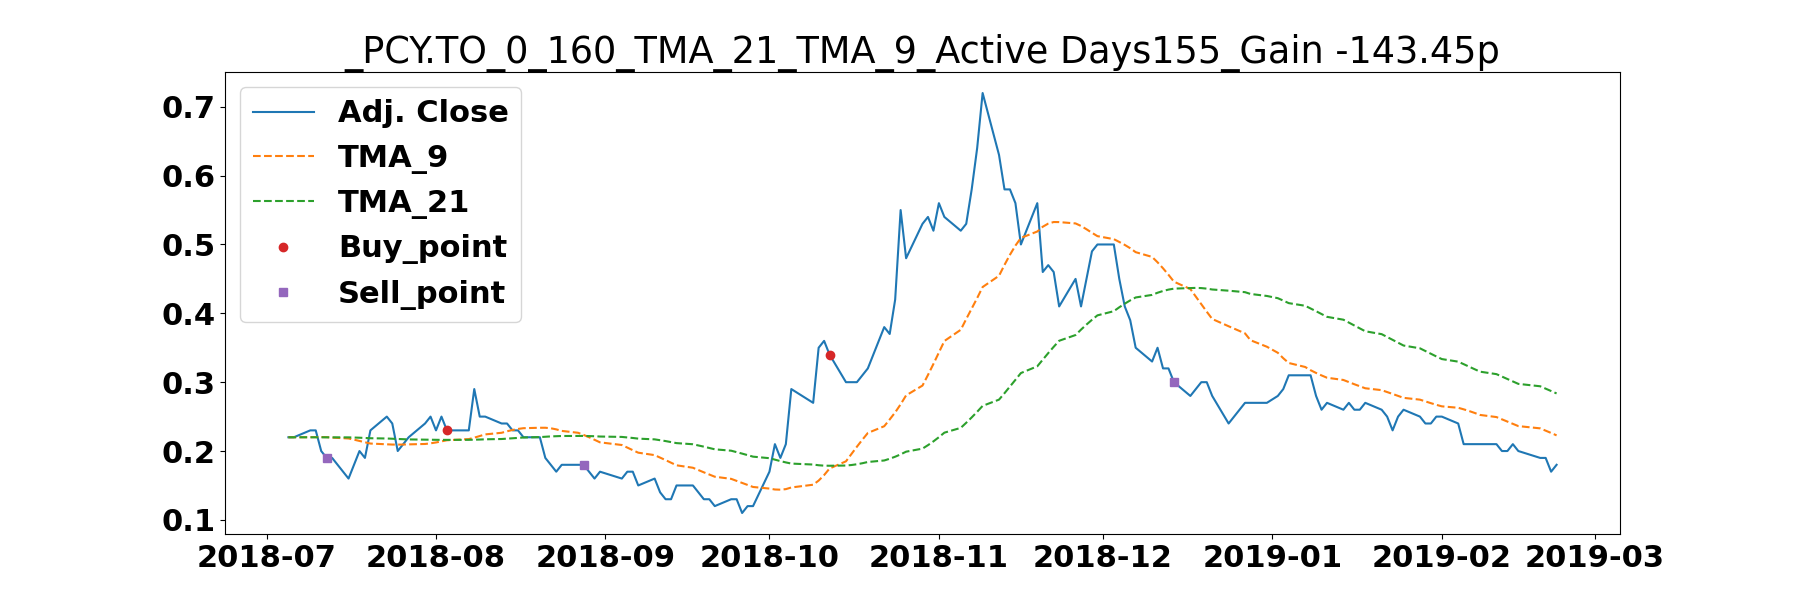 _PCY.TO_0_160_TMA_21_TMA_9_Active Days155_Gain -143.45p
Adj. Close
TMA_9
TMA_21
Buy_point
Sell_point
0.7
0.6
0.5
0.4
0.3
0.2
0.1
2018-07 2018-08 2018-09 2018-10 2018-11 2018-12 2019-01 2019-02 2019-03